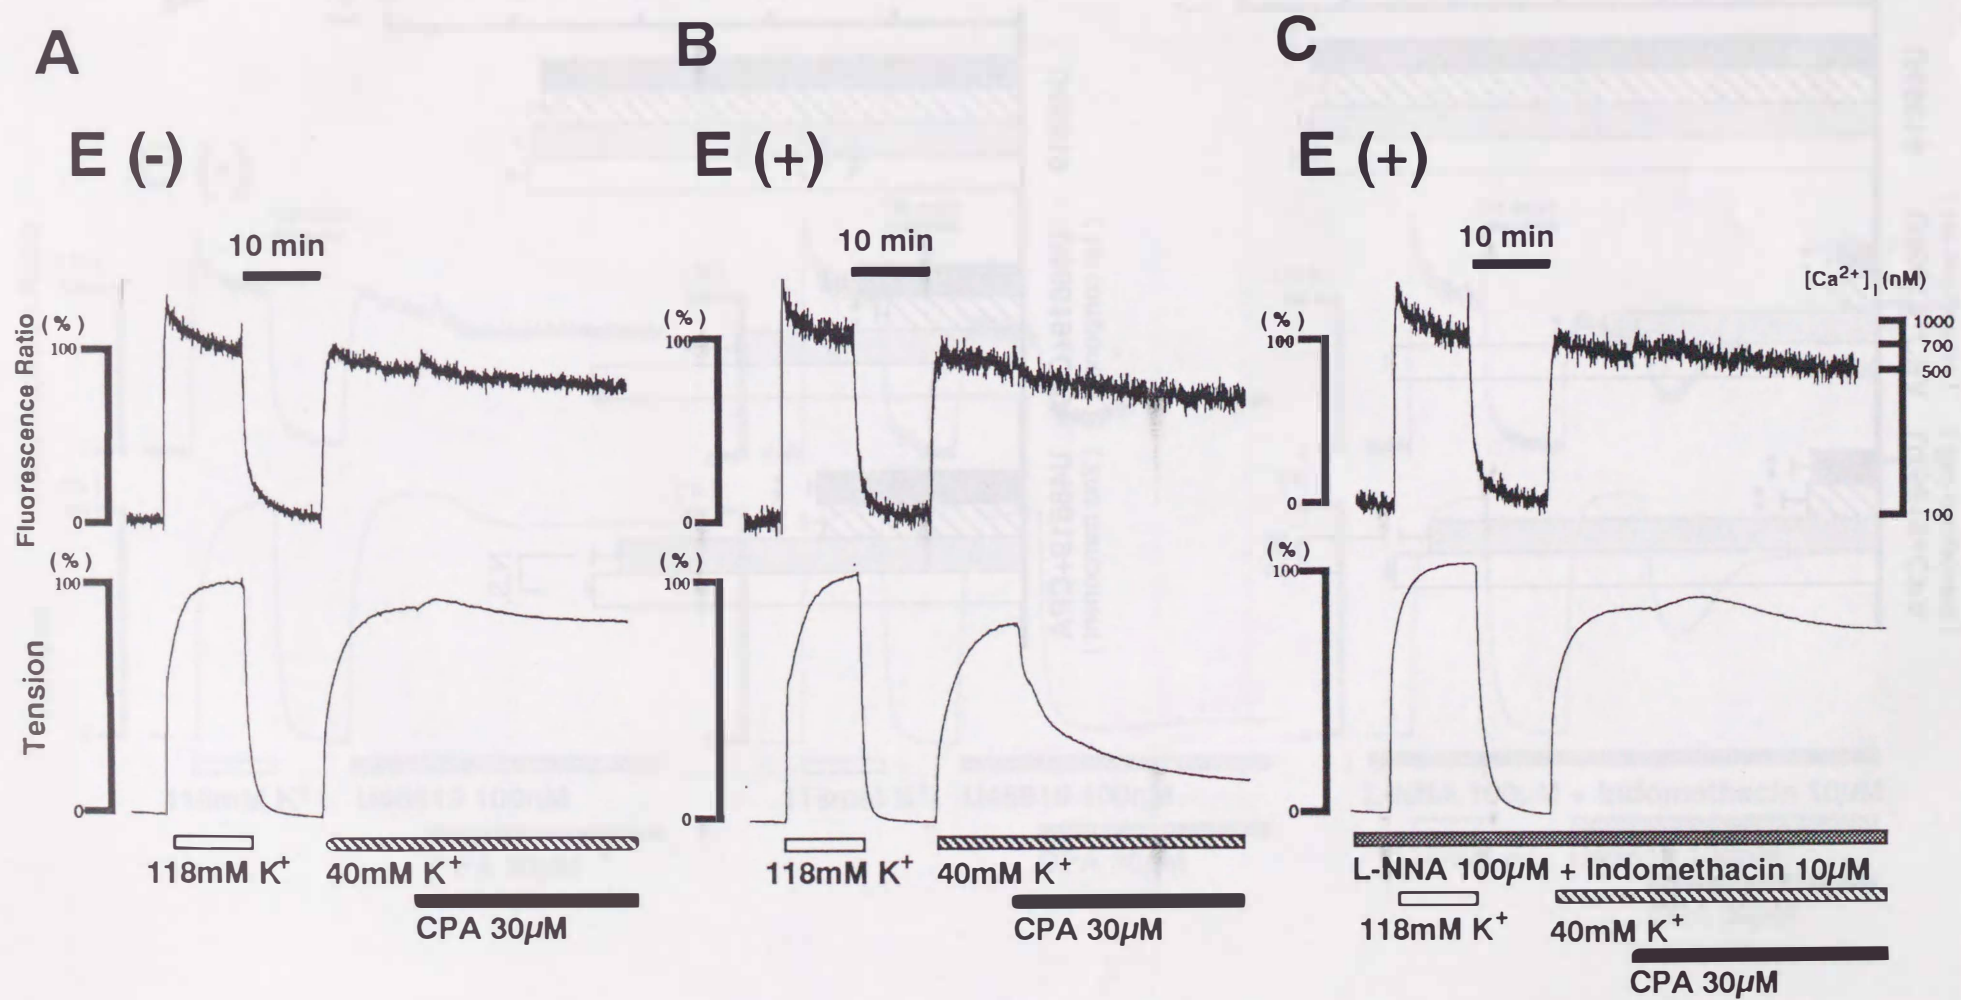 A
E (-)
10 min
Fluorescence Ratio
(%)
100
0
Tension
(%)
100
0
118mM K+
40mM K+
CPA 30μM
B
E (+)
10 min
(%)
100
0
(%)
100
0
118mM K+
40mM K+
CPA 30μM
C
E (+)
10 min
[Ca2+]i (nM)
1000
700
500
100
(%)
100
0
(%)
100
0
L-NNA 100μM + Indomethacin 10μM
118mM K+
40mM K+
CPA 30μM